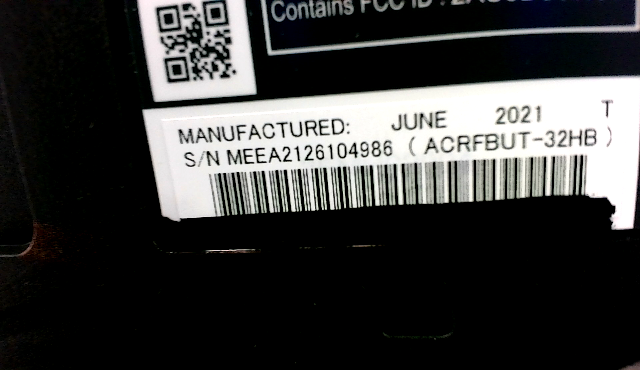 Contains FCC ID :
MANUFACTURED: JUNE 2021 T
S/N MEEA2126104986 ( ACRFBUT-32HB )